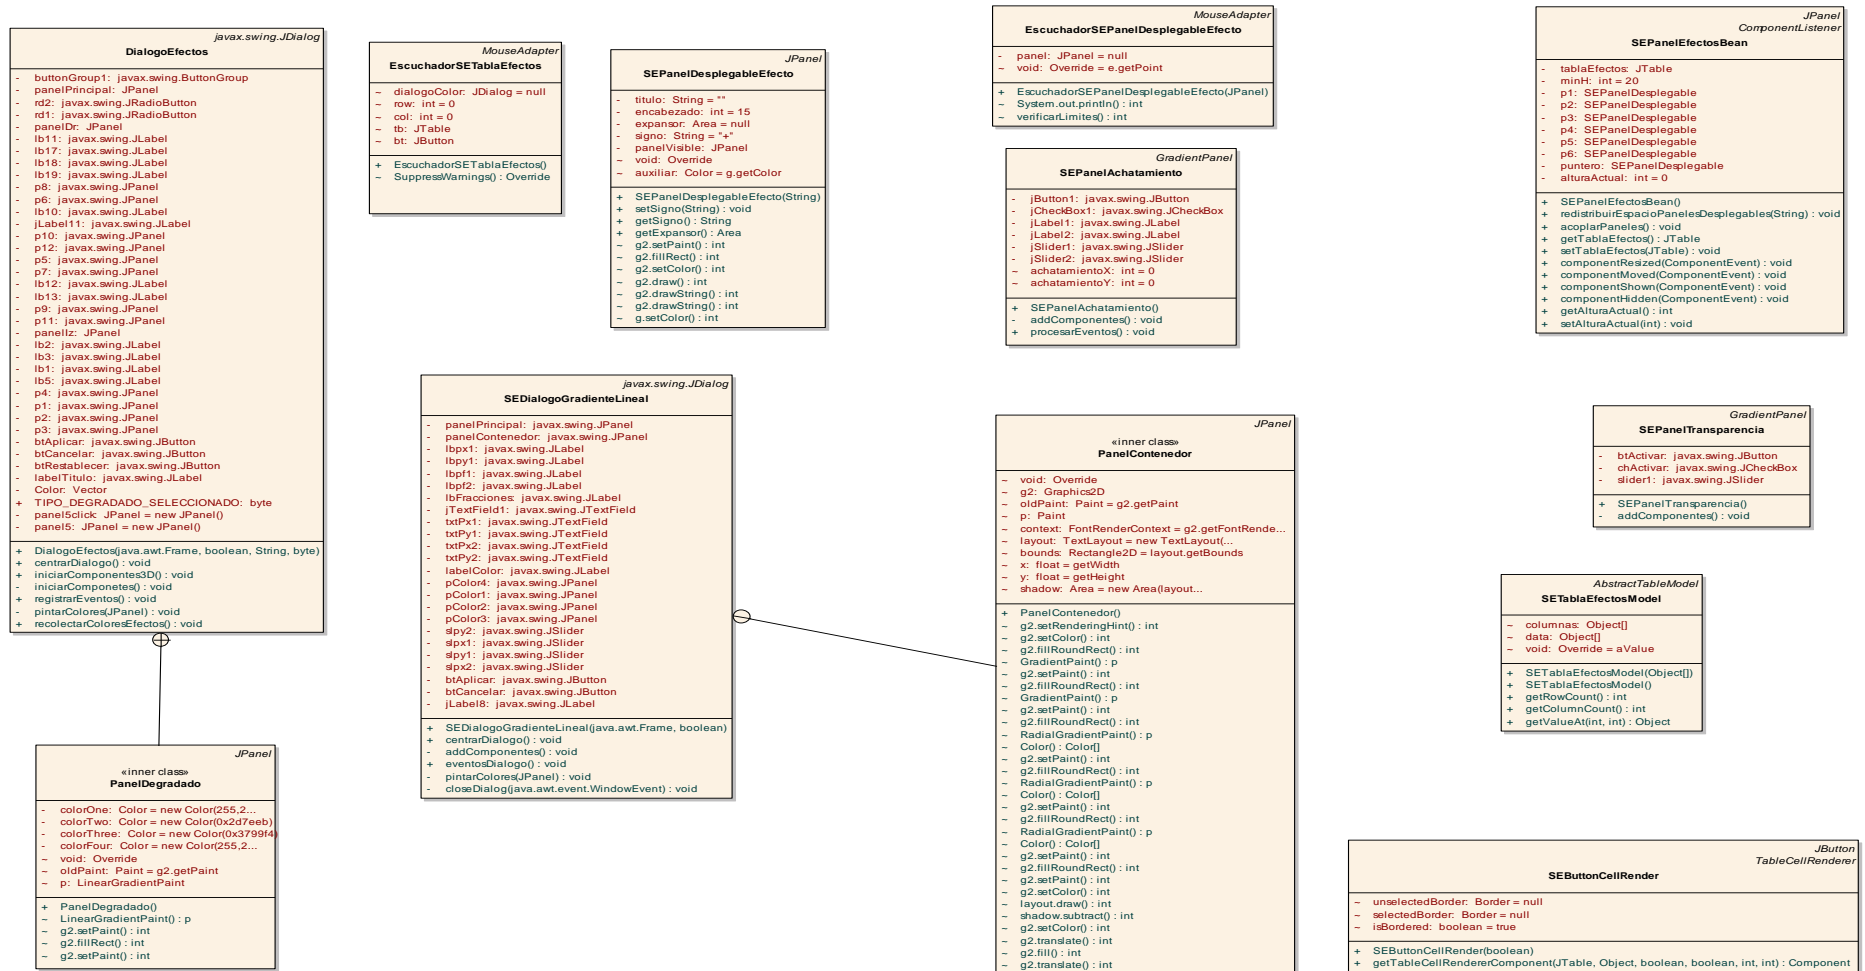 javax.swing.JDialog
DialogoEfectos
- buttonGroup1: javax.swing.ButtonGroup
- panelPrincipal: JPanel
- rd2: javax.swing.JRadioButton
- rd1: javax.swing.JRadioButton
- panelDr: JPanel
- lb11: javax.swing.JLabel
- lb17: javax.swing.JLabel
- lb18: javax.swing.JLabel
- lb19: javax.swing.JLabel
- p8: javax.swing.JPanel
- p6: javax.swing.JPanel
- lb10: javax.swing.JLabel
- jLabel11: javax.swing.JLabel
- p10: javax.swing.JPanel
- p12: javax.swing.JPanel
- p5: javax.swing.JPanel
- p7: javax.swing.JPanel
- lb12: javax.swing.JLabel
- lb13: javax.swing.JLabel
- p9: javax.swing.JPanel
- p11: javax.swing.JPanel
- panelIz: JPanel
- lb2: javax.swing.JLabel
- lb3: javax.swing.JLabel
- lb1: javax.swing.JLabel
- lb5: javax.swing.JLabel
- p4: javax.swing.JPanel
- p1: javax.swing.JPanel
- p2: javax.swing.JPanel
- p3: javax.swing.JPanel
- btAplicar: javax.swing.JButton
- btCancelar: javax.swing.JButton
- btRestablecer: javax.swing.JButton
- labelTitulo: javax.swing.JLabel
- Color: Vector
+ TIPO_DEGRADADO_SELECCIONADO: byte
- panel5click: JPanel = new JPanel()
- panel5: JPanel = new JPanel()
+ DialogoEfectos(java.awt.Frame, boolean, String, byte)
+ centrarDialogo() : void
+ iniciarComponentes3D() : void
- iniciarComponetes() : void
+ registrarEventos() : void
- pintarColores(JPanel) : void
+ recolectarColoresEfectos() : void
JPanel
«inner class»
PanelDegradado
- colorOne: Color = new Color(255,2...
- colorTwo: Color = new Color(0x2d7eeb)
- colorThree: Color = new Color(0x3799f4)
- colorFour: Color = new Color(255,2...
~ void: Override
~ oldPaint: Paint = g2.getPaint
~ p: LinearGradientPaint
+ PanelDegradado()
~ LinearGradientPaint() : p
~ g2.setPaint() : int
~ g2.fillRect() : int
~ g2.setPaint() : int
MouseAdapter
EscuchadorSETablaEfectos
~ dialogoColor: JDialog = null
~ row: int = 0
~ col: int = 0
~ tb: JTable
~ bt: JButton
+ EscuchadorSETablaEfectos()
~ SuppressWarnings() : Override
JPanel
SEPanelDesplegableEfecto
- titulo: String = ""
- encabezado: int = 15
- expansor: Area = null
- signo: String = "+"
- panelVisible: JPanel
~ void: Override
~ auxiliar: Color = g.getColor
+ SEPanelDesplegableEfecto(String)
+ setSigno(String) : void
+ getSigno() : String
+ getExpansor() : Area
~ g2.setPaint() : int
~ g2.fillRect() : int
~ g2.setColor() : int
~ g2.draw() : int
~ g2.drawString() : int
~ g2.drawString() : int
~ g.setColor() : int
javax.swing.JDialog
SEDialogoGradienteLineal
- panelPrincipal: javax.swing.JPanel
- panelContenedor: javax.swing.JPanel
- lbpx1: javax.swing.JLabel
- lbpy1: javax.swing.JLabel
- lbpf1: javax.swing.JLabel
- lbpf2: javax.swing.JLabel
- lbFracciones: javax.swing.JLabel
- jTextField1: javax.swing.JTextField
- txtPx1: javax.swing.JTextField
- txtPy1: javax.swing.JTextField
- txtPx2: javax.swing.JTextField
- txtPy2: javax.swing.JTextField
- labelColor: javax.swing.JLabel
- pColor4: javax.swing.JPanel
- pColor1: javax.swing.JPanel
- pColor2: javax.swing.JPanel
- pColor3: javax.swing.JPanel
- slpy2: javax.swing.JSlider
- slpx1: javax.swing.JSlider
- slpy1: javax.swing.JSlider
- slpx2: javax.swing.JSlider
- btAplicar: javax.swing.JButton
- btCancelar: javax.swing.JButton
- jLabel8: javax.swing.JLabel
+ SEDialogoGradienteLineal(java.awt.Frame, boolean)
+ centrarDialogo() : void
- addComponentes() : void
+ eventosDialogo() : void
- pintarColores(JPanel) : void
- closeDialog(java.awt.event.WindowEvent) : void
MouseAdapter
EscuchadorSEPanelDesplegableEfecto
- panel: JPanel = null
~ void: Override = e.getPoint
+ EscuchadorSEPanelDesplegableEfecto(JPanel)
~ System.out.println() : int
~ verificarLimites() : int
GradientPanel
SEPanelAchatamiento
- jButton1: javax.swing.JButton
- jCheckBox1: javax.swing.JCheckBox
- jLabel1: javax.swing.JLabel
- jLabel2: javax.swing.JLabel
- jSlider1: javax.swing.JSlider
- jSlider2: javax.swing.JSlider
~ achatamientoX: int = 0
~ achatamientoY: int = 0
+ SEPanelAchatamiento()
- addComponentes() : void
+ procesarEventos() : void
JPanel
«inner class»
PanelContenedor
~ void: Override
~ g2: Graphics2D
~ oldPaint: Paint = g2.getPaint
~ p: Paint
~ context: FontRenderContext = g2.getFontRende...
~ layout: TextLayout = new TextLayout(...
~ bounds: Rectangle2D = layout.getBounds
~ x: float = getWidth
~ y: float = getHeight
~ shadow: Area = new Area(layout...
+ PanelContenedor()
~ g2.setRenderingHint() : int
~ g2.setColor() : int
~ g2.fillRoundRect() : int
~ GradientPaint() : p
~ g2.setPaint() : int
~ g2.fillRoundRect() : int
~ GradientPaint() : p
~ g2.setPaint() : int
~ g2.fillRoundRect() : int
~ RadialGradientPaint() : p
~ Color() : Color[]
~ g2.setPaint() : int
~ g2.fillRoundRect() : int
~ RadialGradientPaint() : p
~ Color() : Color[]
~ g2.setPaint() : int
~ g2.fillRoundRect() : int
~ RadialGradientPaint() : p
~ Color() : Color[]
~ g2.setPaint() : int
~ g2.fillRoundRect() : int
~ g2.setPaint() : int
~ g2.setColor() : int
~ layout.draw() : int
~ shadow.subtract() : int
~ g2.setColor() : int
~ g2.translate() : int
~ g2.fill() : int
~ g2.translate() : int
JPanel
ComponentListener
SEPanelEfectosBean
- tablaEfectos: JTable
- minH: int = 20
- p1: SEPanelDesplegable
- p2: SEPanelDesplegable
- p3: SEPanelDesplegable
- p4: SEPanelDesplegable
- p5: SEPanelDesplegable
- p6: SEPanelDesplegable
- puntero: SEPanelDesplegable
- alturaActual: int = 0
+ SEPanelEfectosBean()
+ redistribuirEspacioPanelesDesplegables(String) : void
+ acoplarPaneles() : void
+ getTablaEfectos() : JTable
+ setTablaEfectos(JTable) : void
+ componentResized(ComponentEvent) : void
+ componentMoved(ComponentEvent) : void
+ componentShown(ComponentEvent) : void
+ componentHidden(ComponentEvent) : void
+ getAlturaActual() : int
+ setAlturaActual(int) : void
GradientPanel
SEPanelTransparencia
- btActivar: javax.swing.JButton
- chActivar: javax.swing.JCheckBox
- slider1: javax.swing.JSlider
+ SEPanelTransparencia()
- addComponentes() : void
AbstractTableModel
SETablaEfectosModel
~ columnas: Object[]
~ data: Object[]
~ void: Override = aValue
+ SETablaEfectosModel(Object[])
+ SETablaEfectosModel()
+ getRowCount() : int
+ getColumnCount() : int
+ getValueAt(int, int) : Object
JButton
TableCellRenderer
SEButtonCellRender
~ unselectedBorder: Border = null
~ selectedBorder: Border = null
~ isBordered: boolean = true
+ SEButtonCellRender(boolean)
+ getTableCellRendererComponent(JTable, Object, boolean, boolean, int, int) : Component